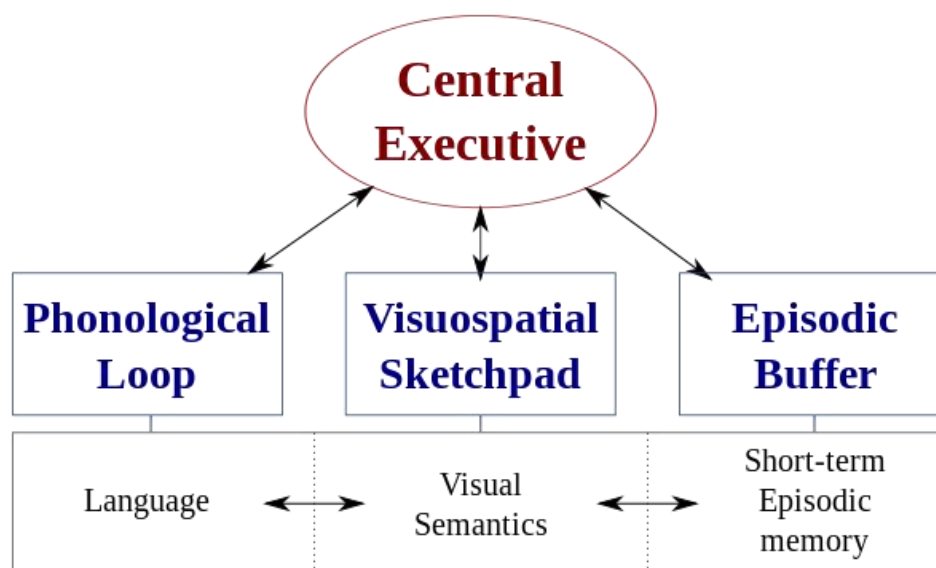 Central
Executive
Phonological
Loop
Visuospatial
Sketchpad
Episodic
Buffer
Language
Visual
Semantics
Short-term
Episodic
memory